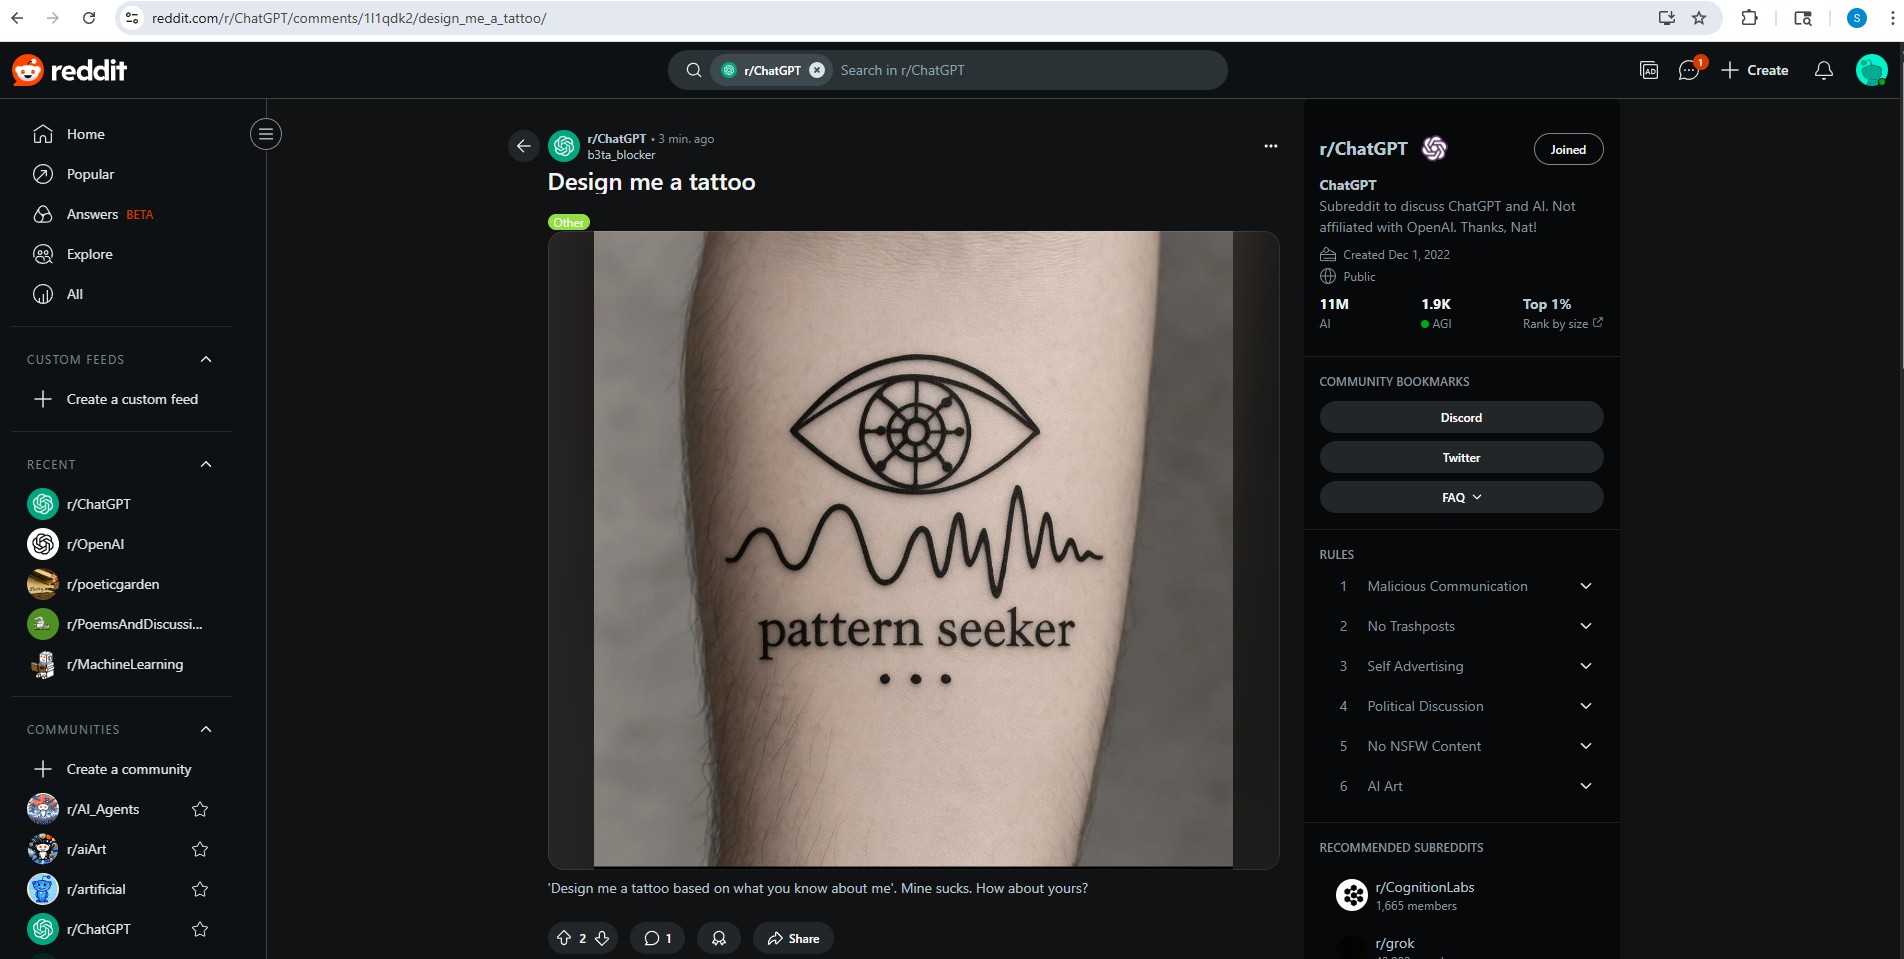 reddit.com/r/ChatGPT/comments/1l1qdk2/design_me_a_tattoo/
S
reddit
r/ChatGPT
Search in r/ChatGPT
AD
1
Create
Home
Popular
Answers BETA
Explore
All
CUSTOM FEEDS
Create a custom feed
RECENT
r/ChatGPT
r/OpenAI
r/poeticgarden
r/PoemsAndDiscussi...
r/MachineLearning
COMMUNITIES
Create a community
r/AI_Agents
r/aiArt
r/artificial
r/ChatGPT
r/ChatGPT • 3 min. ago
b3ta_blocker
Design me a tattoo
Other
pattern seeker
'Design me a tattoo based on what you know about me'. Mine sucks. How about yours?
2
1
Share
r/ChatGPT
Joined
ChatGPT
Subreddit to discuss ChatGPT and AI. Not
affiliated with OpenAI. Thanks, Nat!
Created Dec 1, 2022
Public
11M 1.9K Top 1%
AI AGI Rank by size
COMMUNITY BOOKMARKS
Discord
Twitter
FAQ
RULES
1 Malicious Communication
2 No Trashposts
3 Self Advertising
4 Political Discussion
5 No NSFW Content
6 AI Art
RECOMMENDED SUBREDDITS
r/CognitionLabs
1,665 members
r/grok